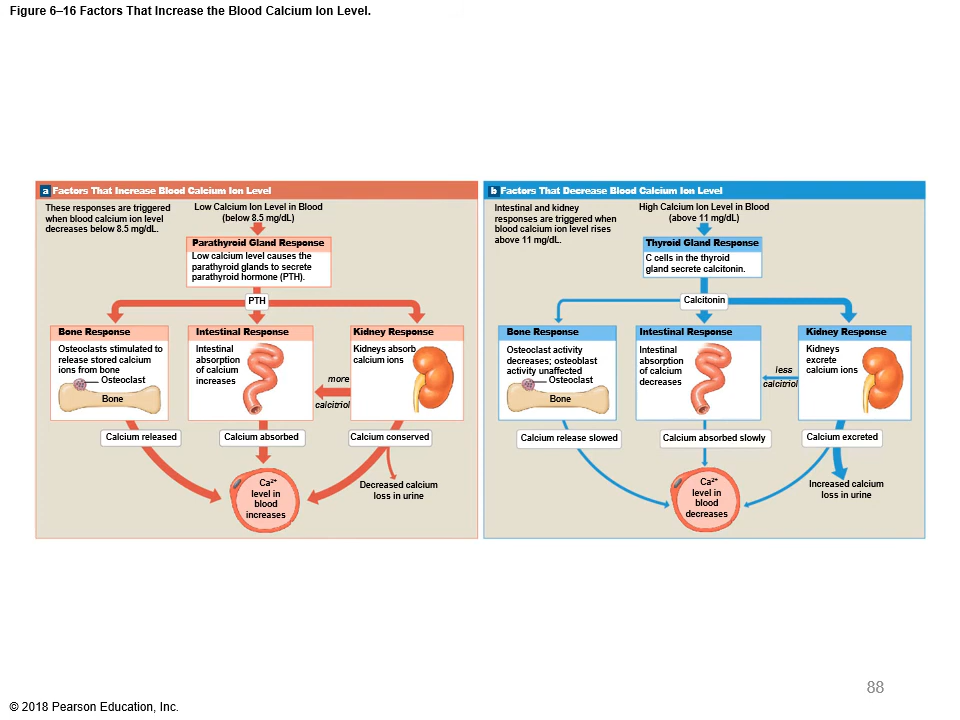 Figure 6–16 Factors That Increase the Blood Calcium Ion Level.
a Factors That Increase Blood Calcium Ion Level
These responses are triggered
when blood calcium ion level
decreases below 8.5 mg/dL.
Low Calcium Ion Level in Blood
(below 8.5 mg/dL)
Parathyroid Gland Response
Low calcium level causes the
parathyroid glands to secrete
parathyroid hormone (PTH).
PTH
Bone Response
Osteoclasts stimulated to
release stored calcium
ions from bone
Osteoclast
Bone
Intestinal Response
Intestinal
absorption
of calcium
increases
more
calcitriol
Kidney Response
Kidneys absorb
calcium ions
Calcium released
Calcium absorbed
Calcium conserved
Ca2+
level in
blood
increases
Decreased calcium
loss in urine
b Factors That Decrease Blood Calcium Ion Level
Intestinal and kidney
responses are triggered when
blood calcium ion level rises
above 11 mg/dL.
High Calcium Ion Level in Blood
(above 11 mg/dL)
Thyroid Gland Response
C cells in the thyroid
gland secrete calcitonin.
Calcitonin
Bone Response
Osteoclast activity
decreases; osteoblast
activity unaffected
Osteoclast
Bone
Intestinal Response
Intestinal
absorption
of calcium
decreases
less
calcitriol
Kidney Response
Kidneys
excrete
calcium ions
Calcium release slowed
Calcium absorbed slowly
Calcium excreted
Ca2+
level in
blood
decreases
Increased calcium
loss in urine
88
© 2018 Pearson Education, Inc.